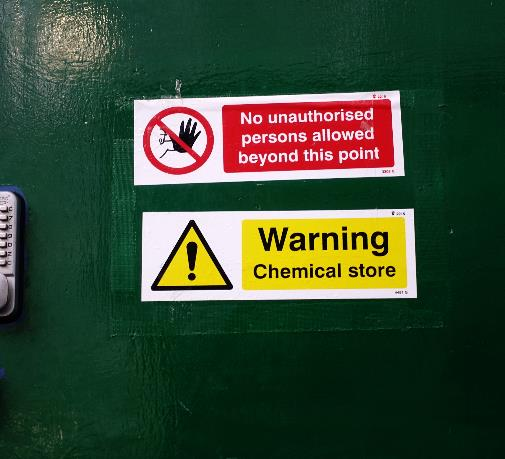 No unauthorised
persons allowed
beyond this point
Warning
Chemical store